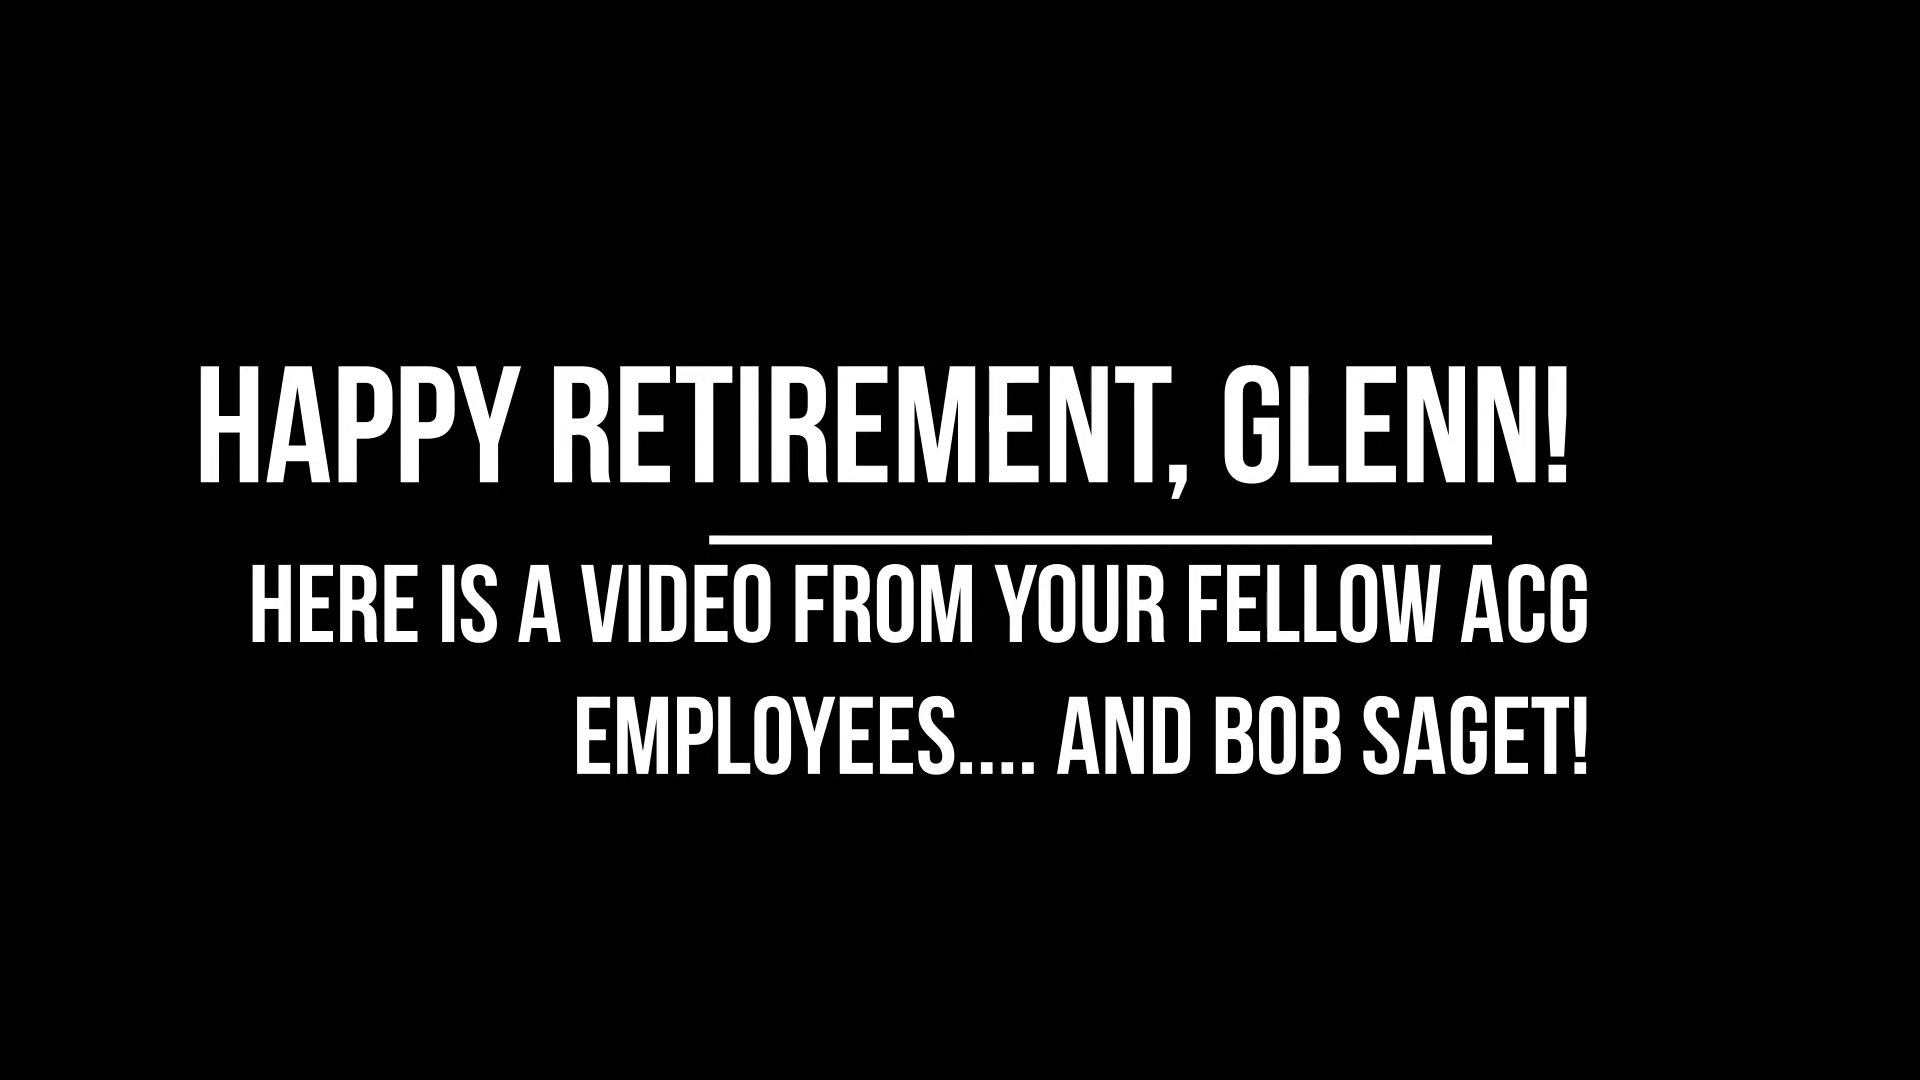 HAPPY RETIREMENT, GLENN!
HERE IS A VIDEO FROM YOUR FELLOW ACG
EMPLOYEES.... AND BOB SAGET!